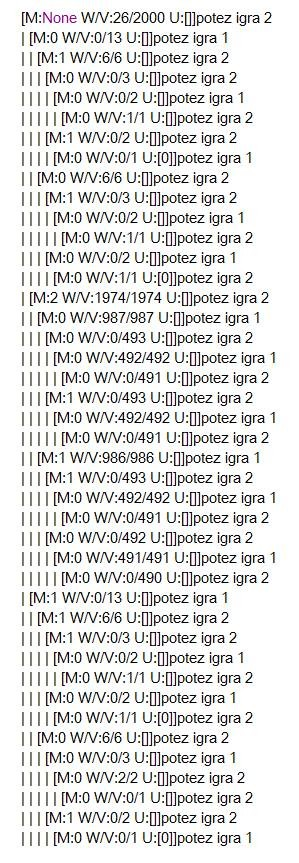 [M:None W/V:26/2000 U:[]]potez igra 2
| [M:0 W/V:0/13 U:[]]potez igra 1
| | [M:1 W/V:6/6 U:[]]potez igra 2
| | | [M:0 W/V:0/3 U:[]]potez igra 2
| | | | [M:0 W/V:0/2 U:[]]potez igra 1
| | | | | [M:0 W/V:1/1 U:[]]potez igra 2
| | | [M:1 W/V:0/2 U:[]]potez igra 2
| | | | [M:0 W/V:0/1 U:[0]]potez igra 1
| | [M:0 W/V:6/6 U:[]]potez igra 2
| | | [M:1 W/V:0/3 U:[]]potez igra 2
| | | | [M:0 W/V:0/2 U:[]]potez igra 1
| | | | | [M:0 W/V:1/1 U:[]]potez igra 2
| | | [M:0 W/V:0/2 U:[]]potez igra 1
| | | | [M:0 W/V:1/1 U:[0]]potez igra 2
| [M:2 W/V:1974/1974 U:[]]potez igra 2
| | [M:0 W/V:987/987 U:[]]potez igra 1
| | | [M:0 W/V:0/493 U:[]]potez igra 2
| | | | [M:0 W/V:492/492 U:[]]potez igra 1
| | | | | [M:0 W/V:0/491 U:[]]potez igra 2
| | | [M:1 W/V:0/493 U:[]]potez igra 2
| | | | [M:0 W/V:492/492 U:[]]potez igra 1
| | | | | [M:0 W/V:0/491 U:[]]potez igra 2
| | [M:1 W/V:986/986 U:[]]potez igra 1
| | | [M:1 W/V:0/493 U:[]]potez igra 2
| | | | [M:0 W/V:492/492 U:[]]potez igra 1
| | | | | [M:0 W/V:0/491 U:[]]potez igra 2
| | | [M:0 W/V:0/492 U:[]]potez igra 2
| | | | [M:0 W/V:491/491 U:[]]potez igra 1
| | | | | [M:0 W/V:0/490 U:[]]potez igra 2
| [M:1 W/V:0/13 U:[]]potez igra 1
| | [M:1 W/V:6/6 U:[]]potez igra 2
| | | [M:1 W/V:0/3 U:[]]potez igra 2
| | | | [M:0 W/V:0/2 U:[]]potez igra 1
| | | | | [M:0 W/V:1/1 U:[]]potez igra 2
| | | [M:0 W/V:0/2 U:[]]potez igra 1
| | | | [M:0 W/V:1/1 U:[0]]potez igra 2
| | [M:0 W/V:6/6 U:[]]potez igra 2
| | | [M:0 W/V:0/3 U:[]]potez igra 1
| | | | [M:0 W/V:2/2 U:[]]potez igra 2
| | | | | [M:0 W/V:0/1 U:[]]potez igra 2
| | | [M:1 W/V:0/2 U:[]]potez igra 2
| | | | [M:0 W/V:0/1 U:[0]]potez igra 1